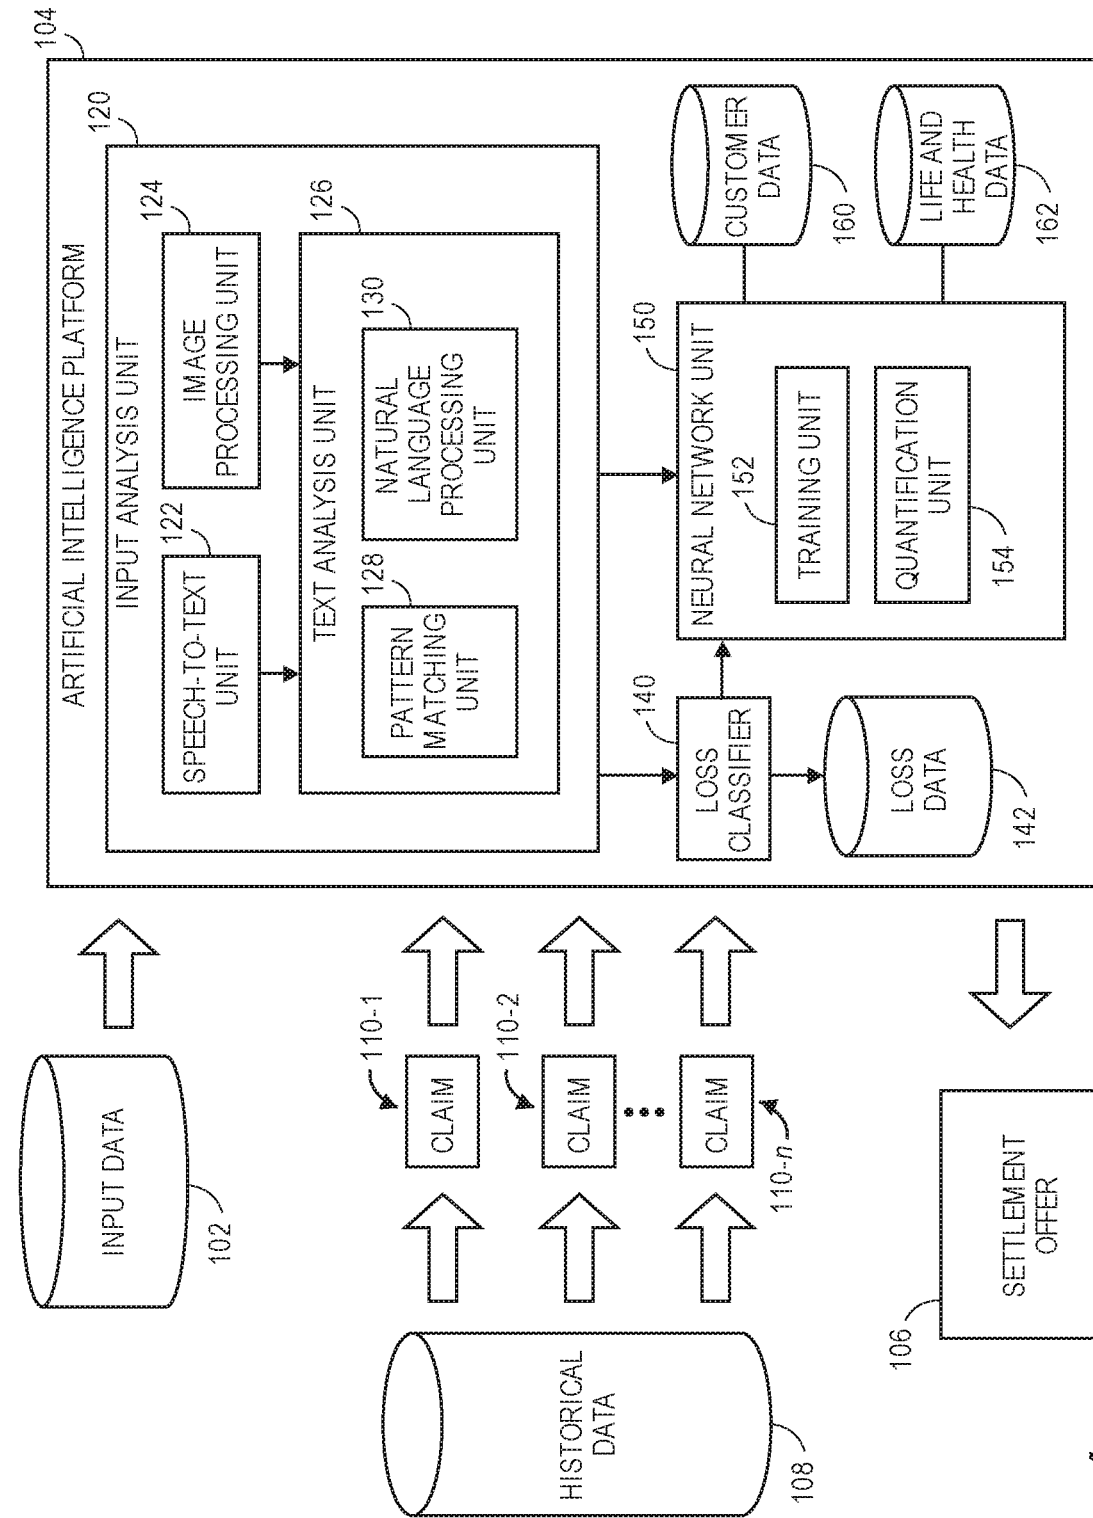 104
ARTIFICIAL INTELLIGENCE PLATFORM
120
INPUT ANALYSIS UNIT
122
SPEECH-TO-TEXT
UNIT
124
IMAGE
PROCESSING UNIT
126
TEXT ANALYSIS UNIT
128
PATTERN
MATCHING
UNIT
130
NATURAL
LANGUAGE
PROCESSING
UNIT
140
LOSS
CLASSIFIER
LOSS
DATA
142
150
NEURAL NETWORK UNIT
152
TRAINING UNIT
QUANTIFICATION
UNIT
154
CUSTOMER
DATA
160
LIFE AND
HEALTH
DATA
162
INPUT DATA
102
110-1
CLAIM
110-2
CLAIM
CLAIM
110-n
HISTORICAL
DATA
108
106
SETTLEMENT
OFFER